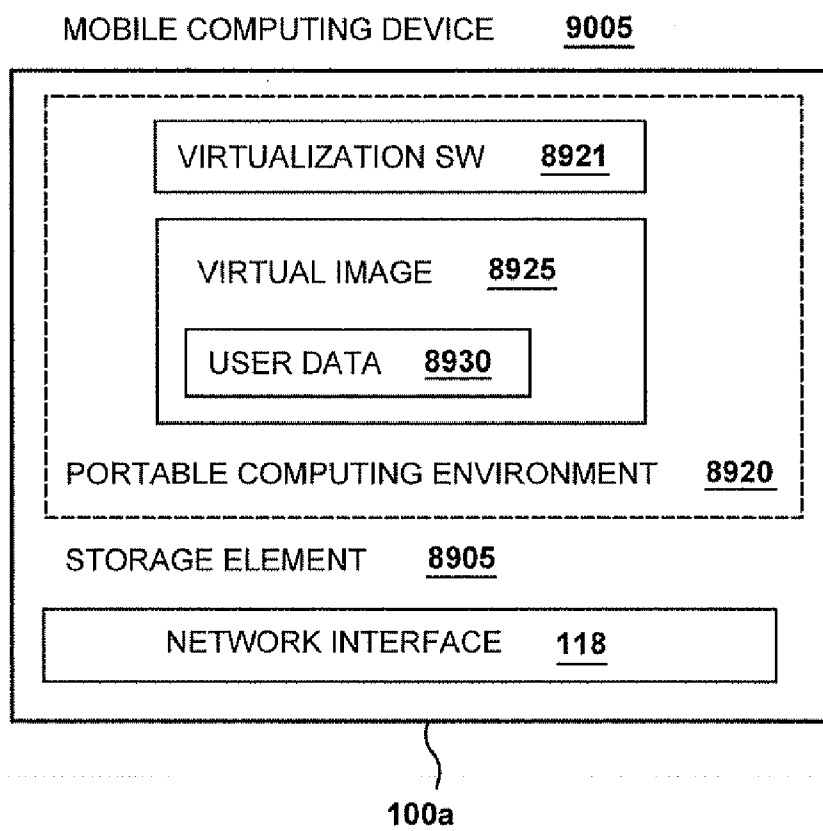 MOBILE COMPUTING DEVICE 9005
VIRTUALIZATION SW 8921
VIRTUAL IMAGE 8925
USER DATA 8930
PORTABLE COMPUTING ENVIRONMENT 8920
STORAGE ELEMENT 8905
NETWORK INTERFACE 118
100a